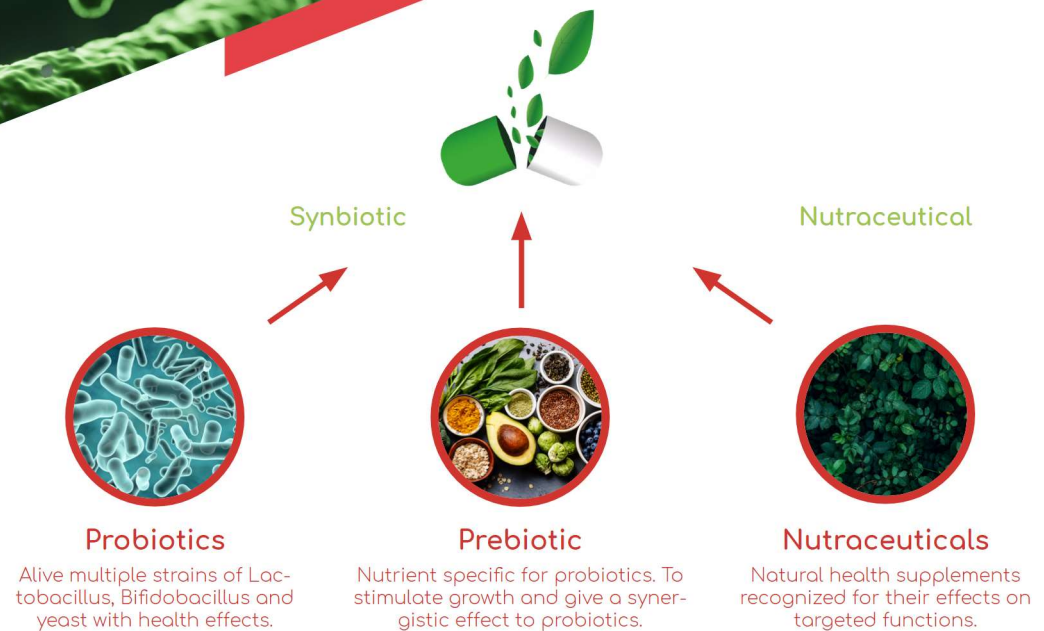 Synbiotic
Nutraceutical
Probiotics
Alive multiple strains of Lac-
tobacillus, Bifidobacillus and
yeast with health effects.
Prebiotic
Nutrient specific for probiotics. To
stimulate growth and give a syner-
gistic effect to probiotics.
Nutraceuticals
Natural health supplements
recognized for their effects on
targeted functions.